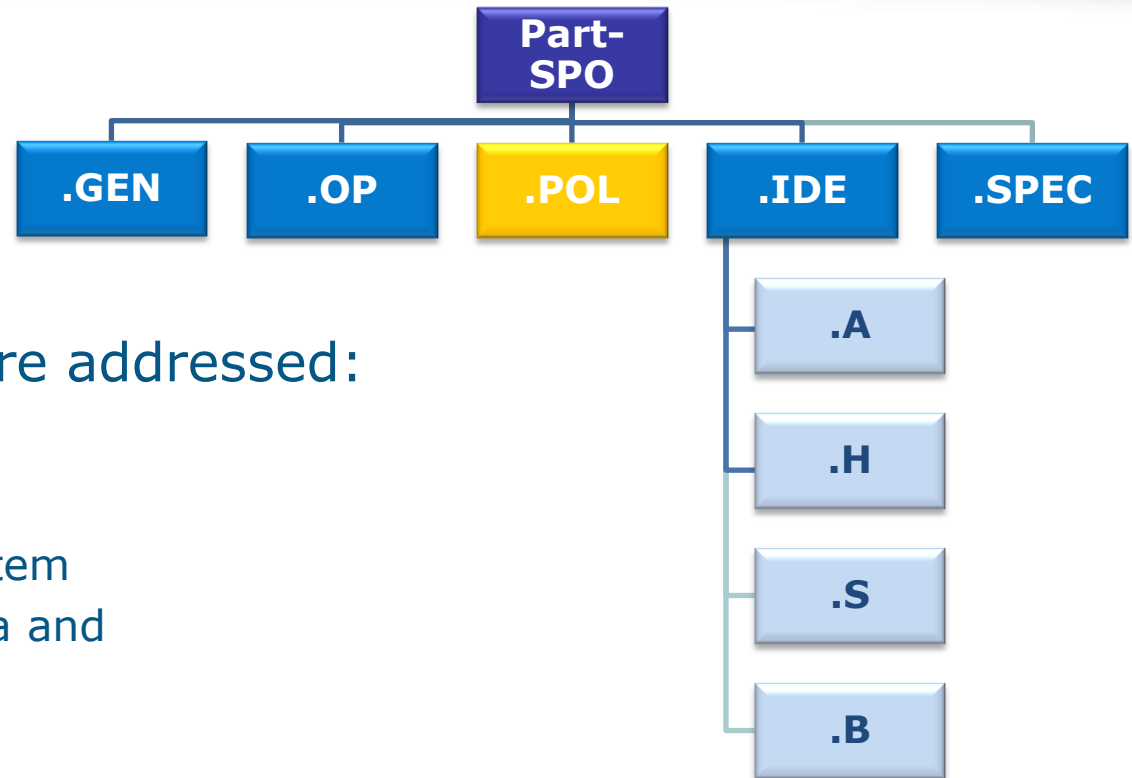 Part-
SPO
.GEN
.OP
.POL
.IDE
.SPEC
.A
re addressed:
.H
tem
.S
a and
.B